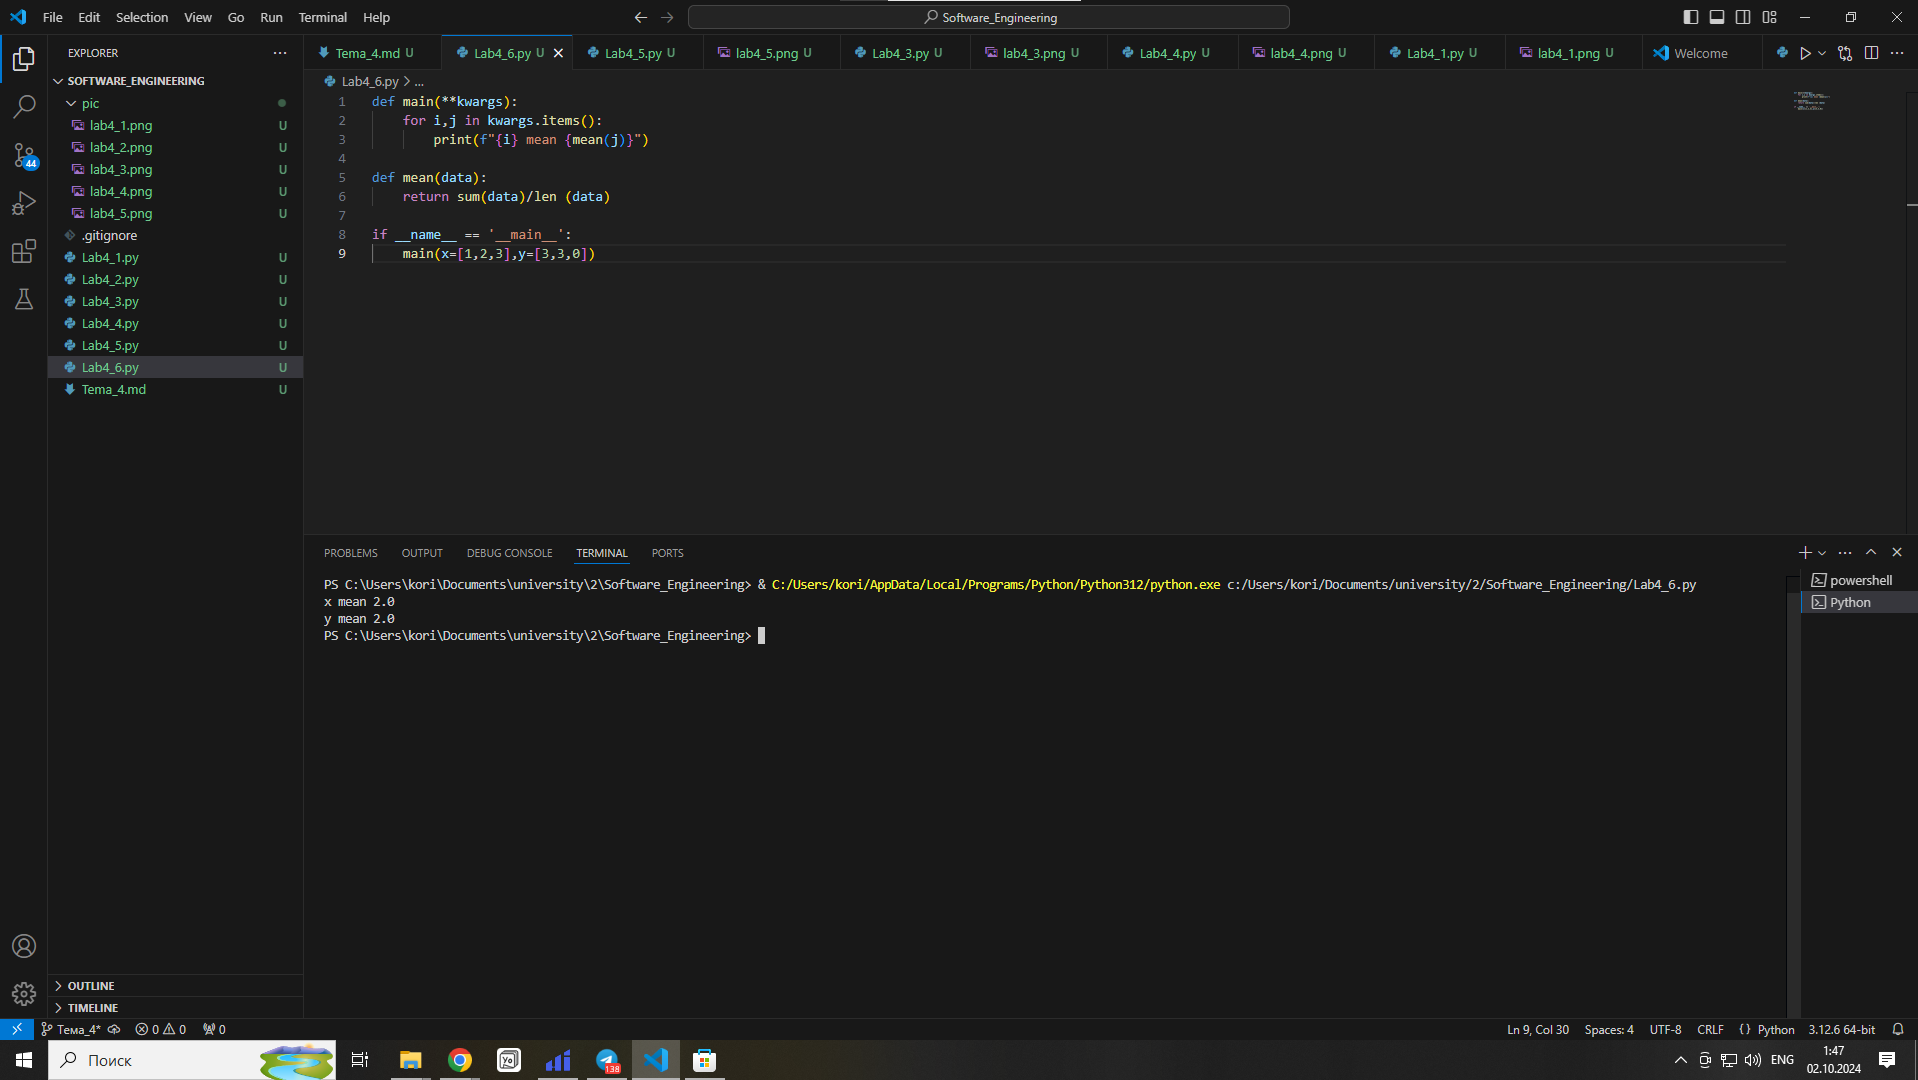 File Edit Selection View Go Run Terminal Help
Software_Engineering
EXPLORER
SOFTWARE_ENGINEERING
pic
lab4_1.png U
lab4_2.png U
lab4_3.png U
lab4_4.png U
lab4_5.png U
.gitignore
Lab4_1.py U
Lab4_2.py U
Lab4_3.py U
Lab4_4.py U
Lab4_5.py U
Lab4_6.py U
Tema_4.md U
OUTLINE
TIMELINE
Tema_4.md U Lab4_6.py U Lab4_5.py U lab4_5.png U Lab4_3.py U lab4_3.png U Lab4_4.py U lab4_4.png U Lab4_1.py U lab4_1.png U Welcome
Lab4_6.py > ...
1 def main(**kwargs):
2 for i,j in kwargs.items():
3 print(f"{i} mean {mean(j)}")
4
5 def mean(data):
6 return sum(data)/len (data)
7
8 if __name__ == '__main__':
9 main(x=[1,2,3],y=[3,3,0])
PROBLEMS OUTPUT DEBUG CONSOLE TERMINAL PORTS
PS C:\Users\kori\Documents\university\2\Software_Engineering> & C:/Users/kori/AppData/Local/Programs/Python/Python312/python.exe c:/Users/kori/Documents/university/2/Software_Engineering/Lab4_6.py
x mean 2.0
y mean 2.0
PS C:\Users\kori\Documents\university\2\Software_Engineering>
powershell
Python
44
Тема_4* 0 0 0
Ln 9, Col 30 Spaces: 4 UTF-8 CRLF {} Python 3.12.6 64-bit
Поиск
Yo
138
ENG
1:47
02.10.2024